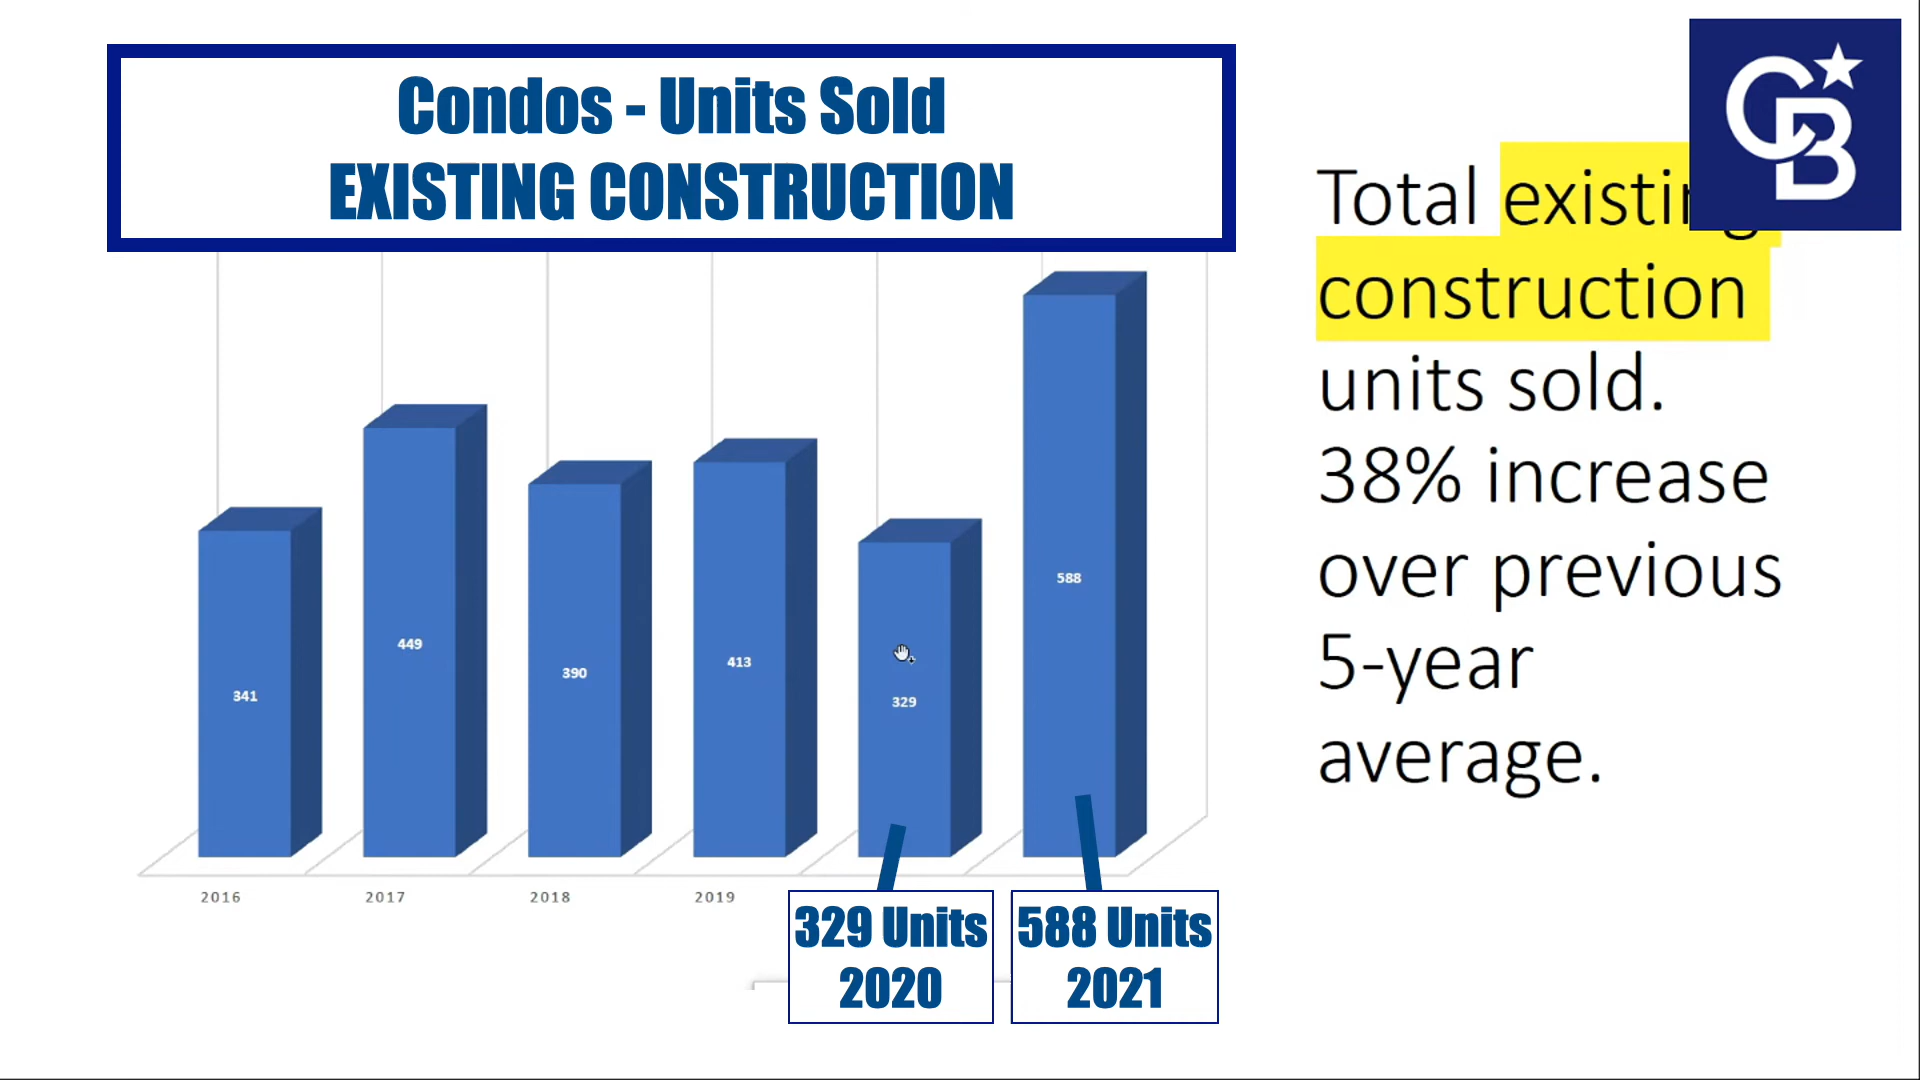 Condos - Units Sold
EXISTING CONSTRUCTION
341
449
390
413
329
588
2016
2017
2018
2019
329 Units
2020
588 Units
2021
CB
Total
construction
units sold.
38% increase
over previous
5-year
average.